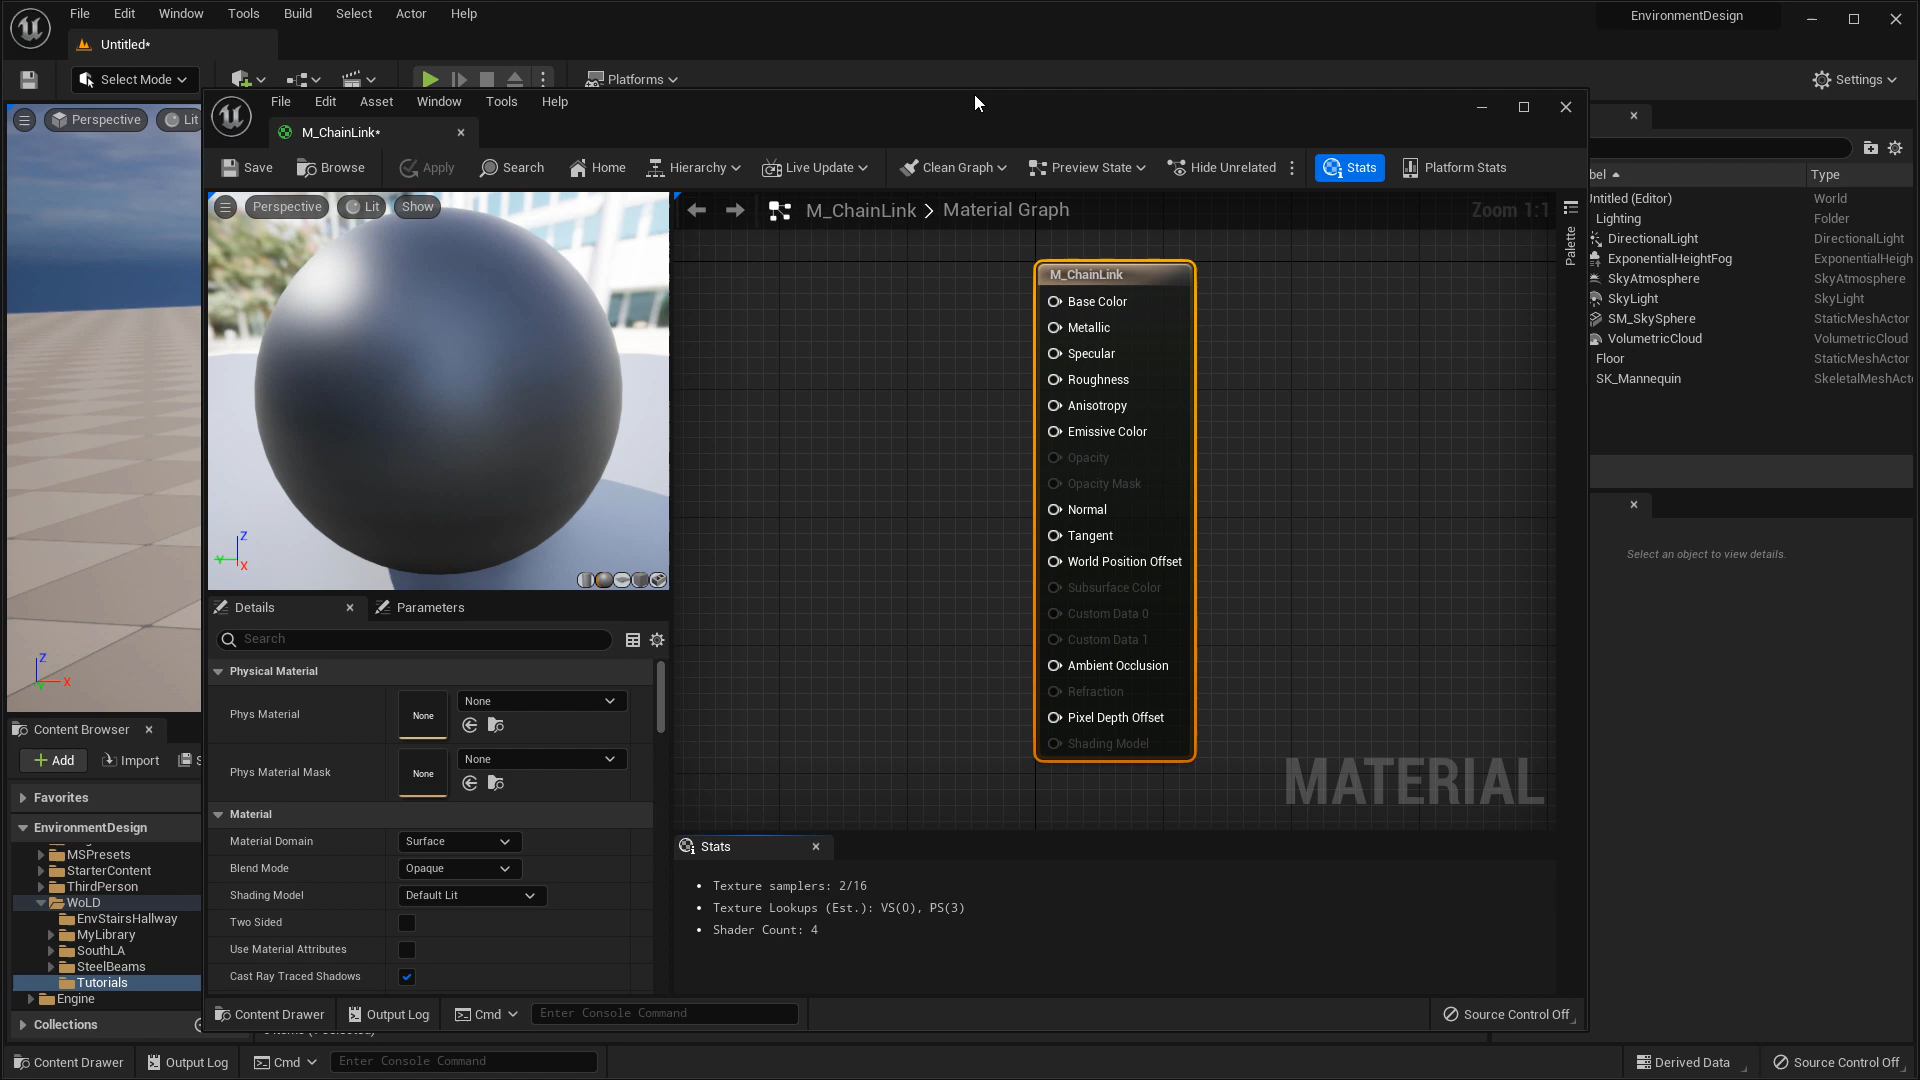 File Edit Window Tools Build Select Actor Help
EnvironmentDesign
Untitled*
Select Mode
Platforms
Settings
Perspective
Lit
File Edit Asset Window Tools Help
M_ChainLink*
Save Browse Apply Search Home Hierarchy Live Update Clean Graph Preview State Hide Unrelated Stats Platform Stats
Perspective Lit Show
M_ChainLink > Material Graph
Zoom 1:1
Palette
M_ChainLink
Base Color
Metallic
Specular
Roughness
Anisotropy
Emissive Color
Opacity
Opacity Mask
Normal
Tangent
World Position Offset
Subsurface Color
Custom Data 0
Custom Data 1
Ambient Occlusion
Refraction
Pixel Depth Offset
Shading Model
MATERIAL
Z
Y
X
Details
Parameters
Search
Physical Material
Phys Material
None
None
Phys Material Mask
None
None
Material
Material Domain Surface
Blend Mode Opaque
Shading Model Default Lit
Two Sided
Use Material Attributes
Cast Ray Traced Shadows
Stats
• Texture samplers: 2/16
• Texture Lookups (Est.): VS(0), PS(3)
• Shader Count: 4
Content Drawer Output Log Cmd Enter Console Command
Source Control Off
bel Type
Untitled (Editor) World
Lighting Folder
DirectionalLight DirectionalLight
ExponentialHeightFog ExponentialHeigh
SkyAtmosphere SkyAtmosphere
SkyLight SkyLight
SM_SkySphere StaticMeshActor
VolumetricCloud VolumetricCloud
Floor StaticMeshActor
SK_Mannequin SkeletalMeshAct
Select an object to view details.
Z
Y
X
Content Browser
Add Import S
Favorites
EnvironmentDesign
MSPresets
StarterContent
ThirdPerson
WoLD
EnvStairsHallway
MyLibrary
SouthLA
SteelBeams
Tutorials
Engine
Collections
Content Drawer Output Log Cmd Enter Console Command
Derived Data Source Control Off